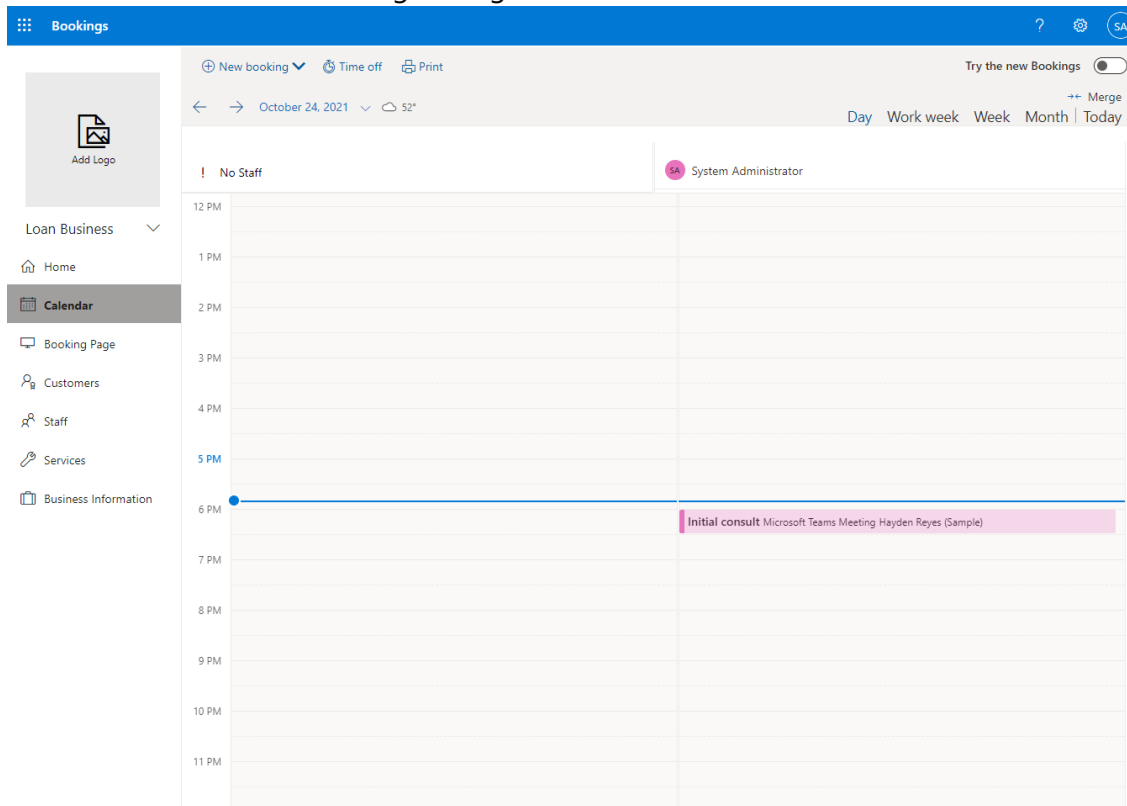 Bookings ? SA
New booking Time off Print Try the new Bookings
October 24, 2021 52° Merge
Day Work week Week Month Today
Add Logo
! No Staff SA System Administrator
Loan Business
Home
Calendar
Booking Page
Customers
Staff
Services
Business Information
12 PM
1 PM
2 PM
3 PM
4 PM
5 PM
6 PM
Initial consult Microsoft Teams Meeting Hayden Reyes (Sample)
7 PM
8 PM
9 PM
10 PM
11 PM